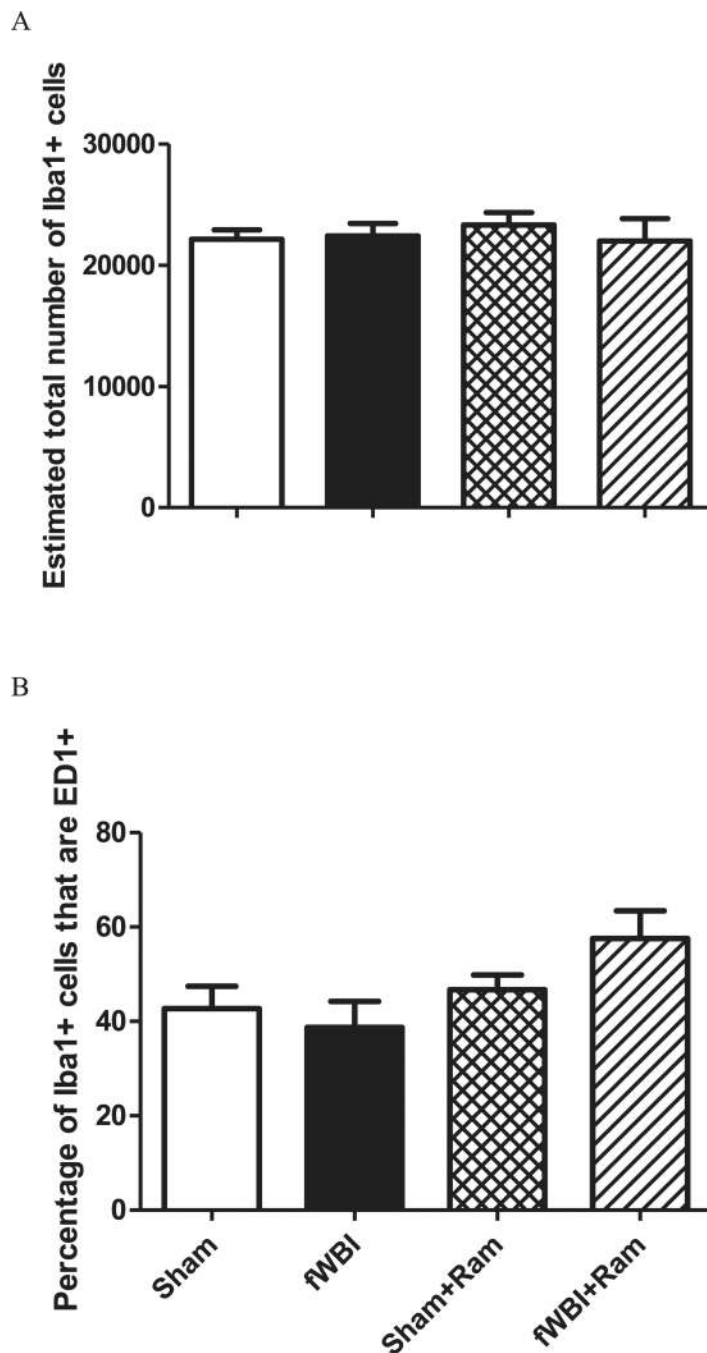 A
Estimated total number of Iba1+ cells
30000
20000
10000
0
B
Percentage of Iba1+ cells that are ED1+
80
60
40
20
0
Sham
fWBI
Sham+Ram
fWBI+Ram